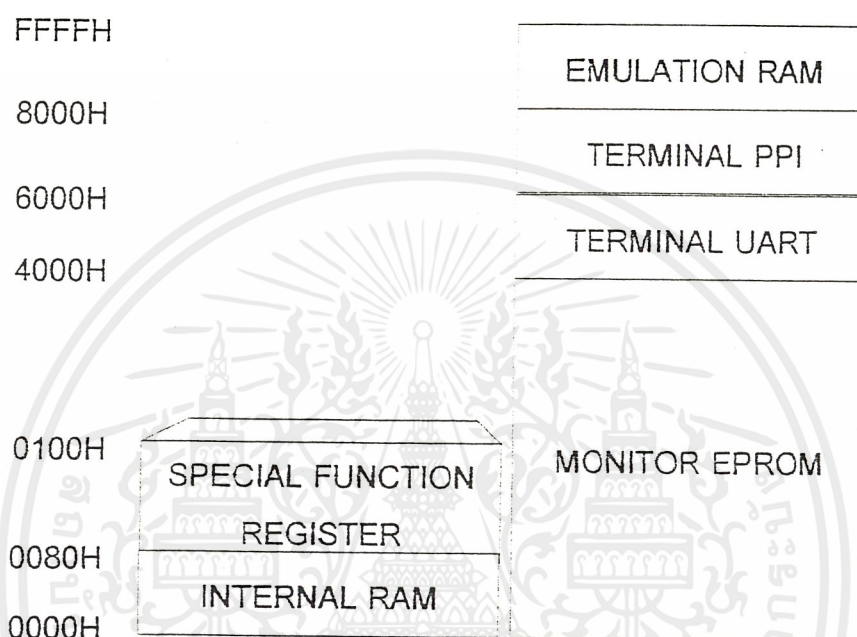 FFFFH
EMULATION RAM
8000H
TERMINAL PPI
6000H
TERMINAL UART
4000H
0100H
SPECIAL FUNCTION
REGISTER
MONITOR EPROM
0080H
INTERNAL RAM
0000H